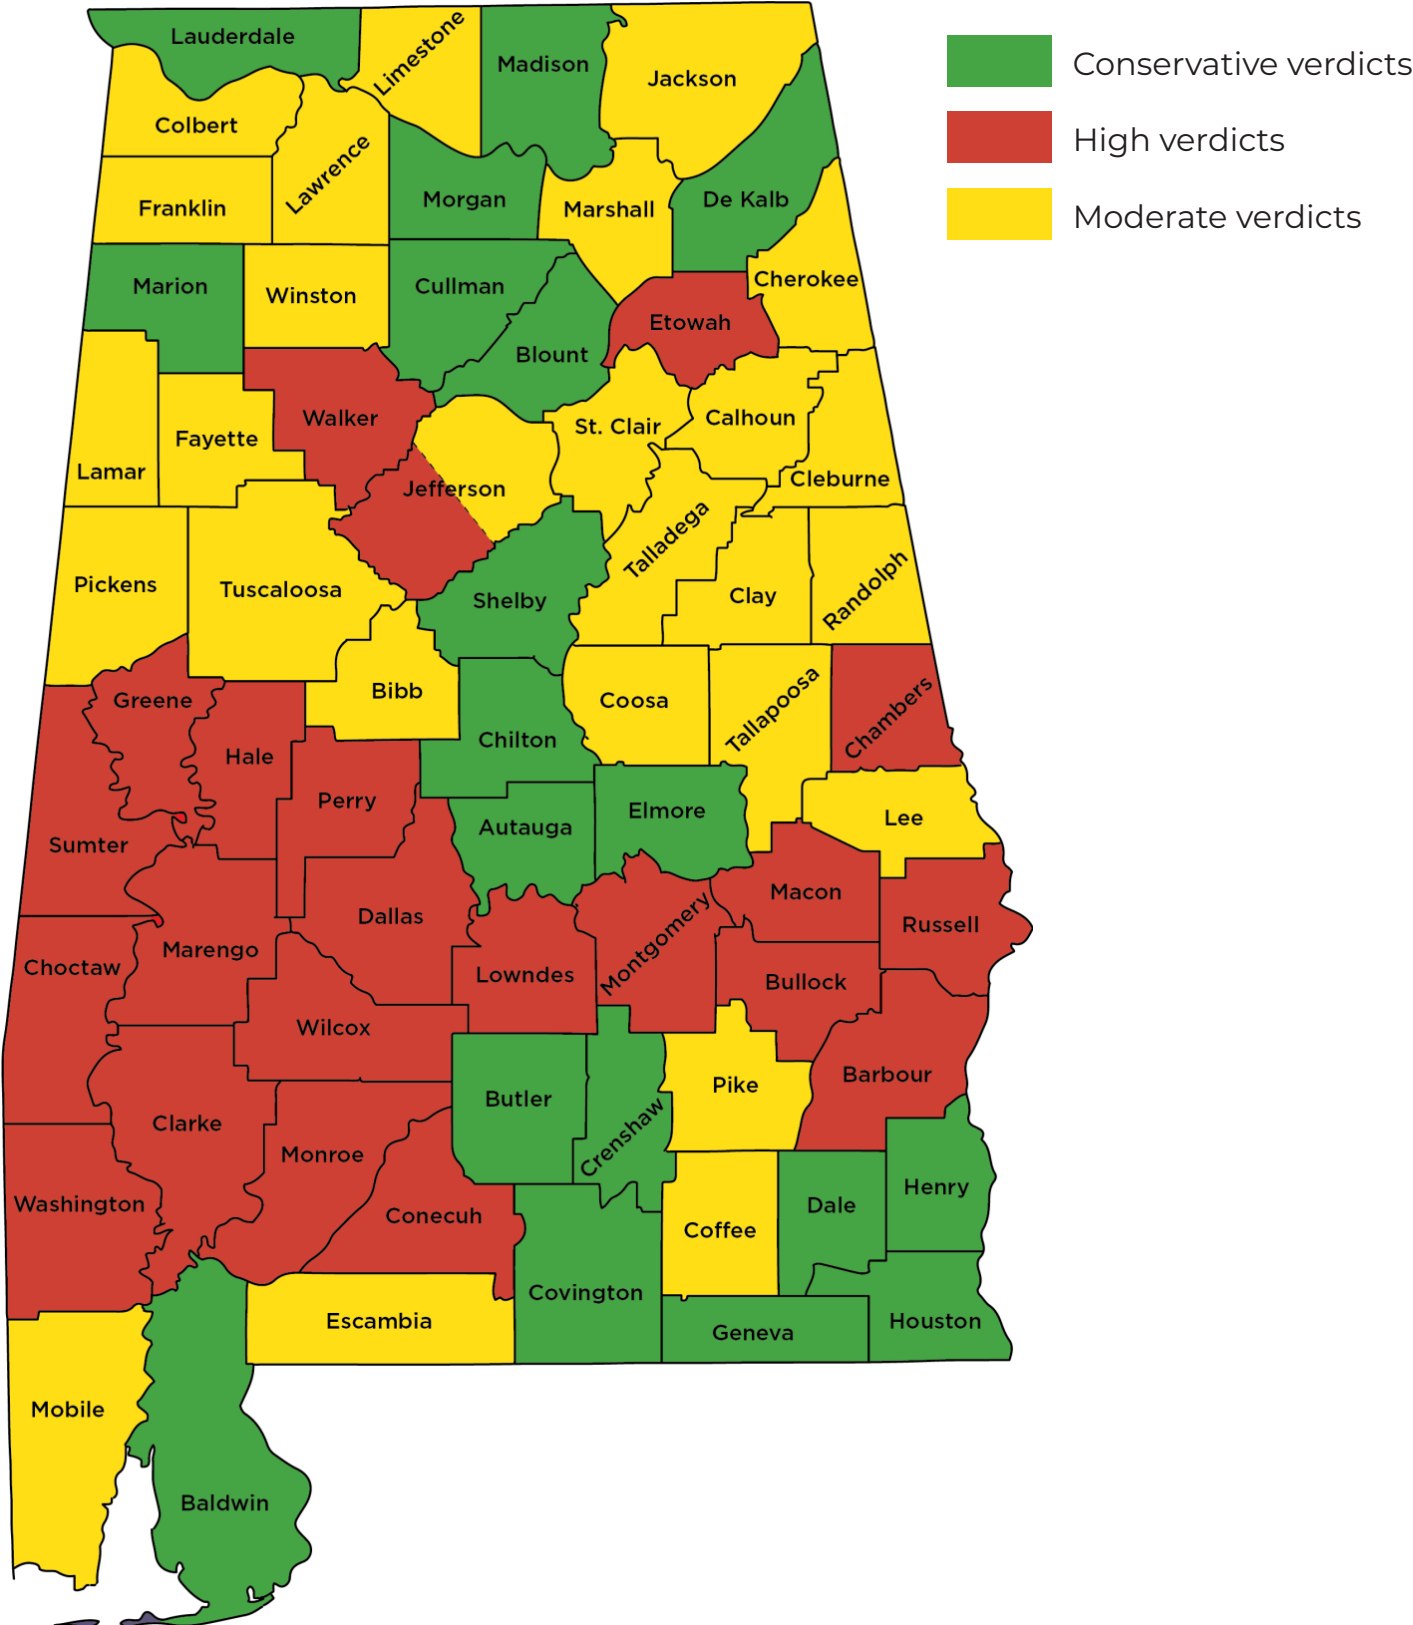 Lauderdale
Limestone
Madison
Jackson
Conservative verdicts
High verdicts
Moderate verdicts
Colbert
Lawrence
Franklin
Morgan
Marshall
De Kalb
Marion
Winston
Cullman
Cherokee
Etowah
Blount
Walker
Fayette
St. Clair
Calhoun
Lamar
Jefferson
Cleburne
Talladega
Pickens
Tuscaloosa
Shelby
Clay
Randolph
Greene
Bibb
Coosa
Tallapoosa
Chambers
Hale
Chilton
Perry
Autauga
Elmore
Lee
Sumter
Dallas
Macon
Montgomery
Russell
Choctaw
Marengo
Lowndes
Bullock
Wilcox
Butler
Crenshaw
Pike
Barbour
Clarke
Monroe
Washington
Conecuh
Coffee
Dale
Henry
Covington
Escambia
Geneva
Houston
Mobile
Baldwin